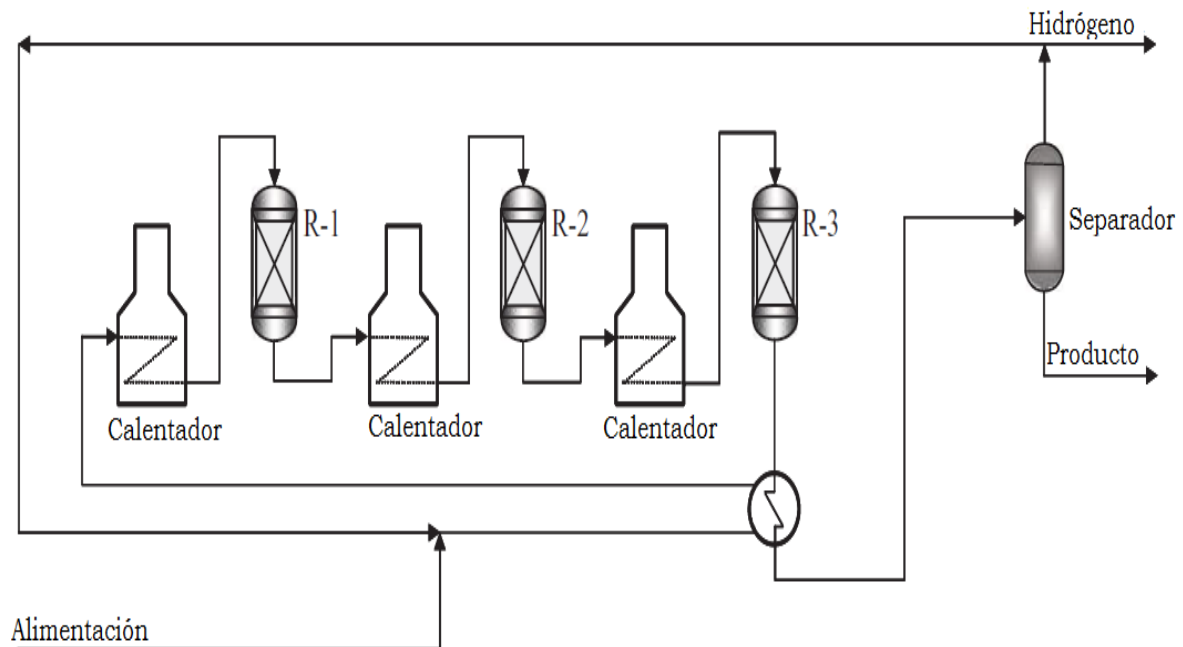 Hidrógeno
R-1
R-2
R-3
Separador
Producto
Calentador
Calentador
Calentador
Alimentación